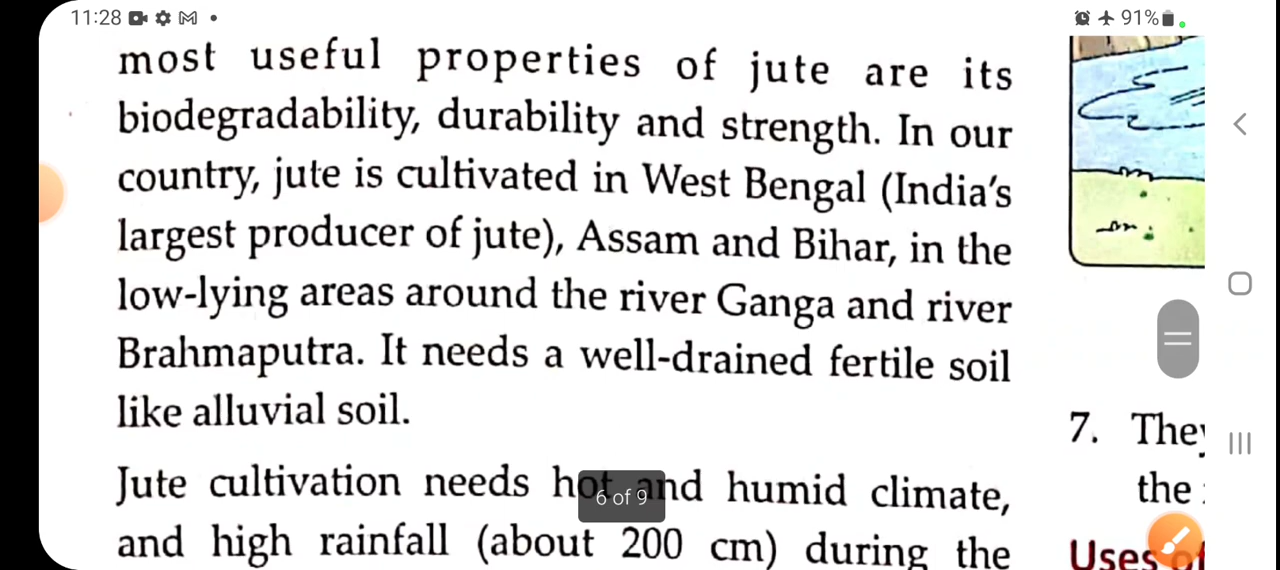 11:28
91%
most useful properties of jute are its
biodegradability, durability and strength. In our
country, jute is cultivated in West Bengal (India's
largest producer of jute), Assam and Bihar, in the
low-lying areas around the river Ganga and river
Brahmaputra. It needs a well-drained fertile soil
like alluvial soil.
Jute cultivation needs hot and humid climate,
and high rainfall (about 200 cm) during the
6 of 9
7. They
the
Uses of